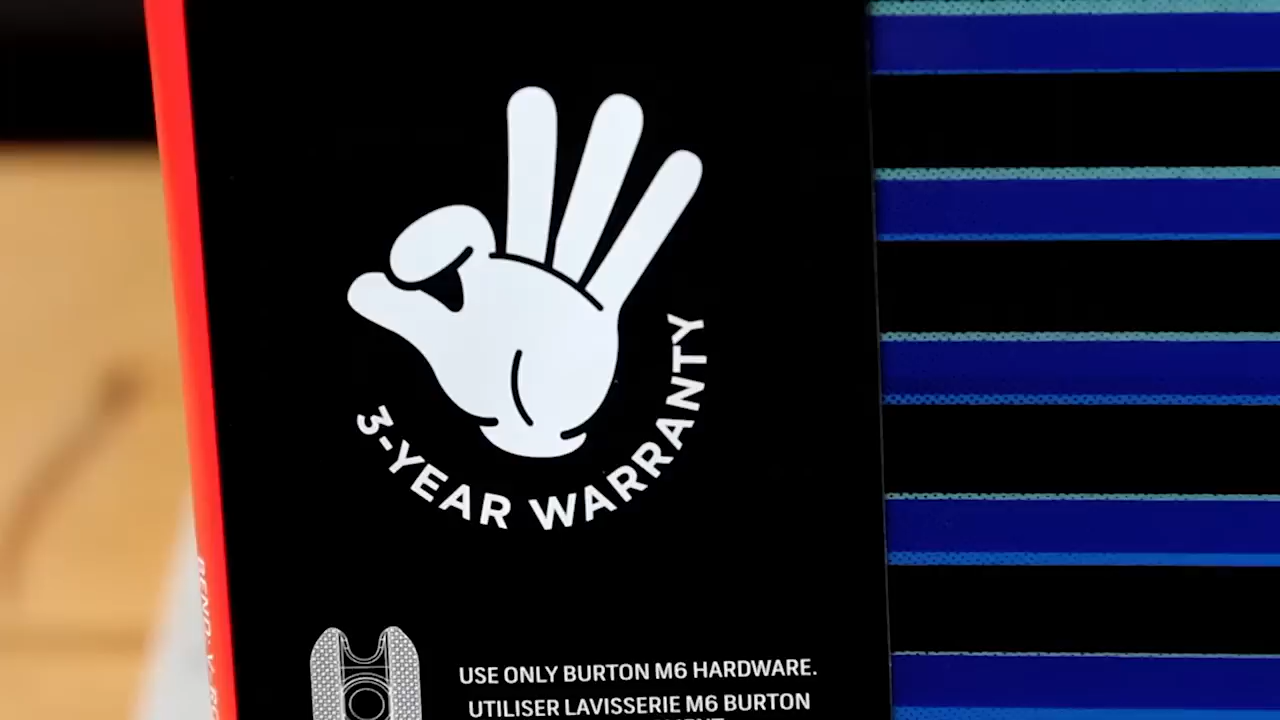 3-YEAR WARRANTY
USE ONLY BURTON M6 HARDWARE.
UTILISER LAVISSERIE M6 BURTON